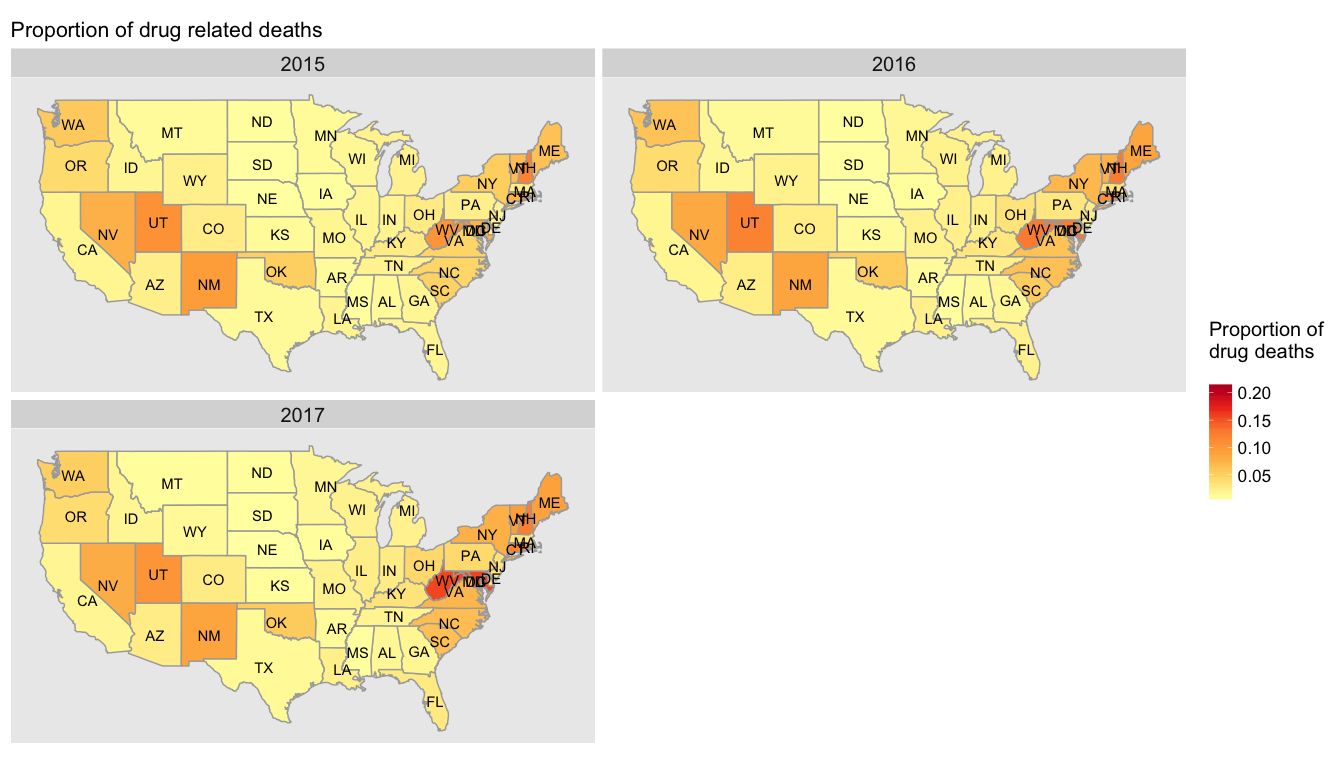 Proportion of drug related deaths
2015
WA
MT
ND
MN
OR
ID
WY
SD
WI
MI
ME
VT
NH
NY
MA
CT
RI
NV
UT
CO
NE
IA
IL
IN
OH
PA
NJ
CA
KS
MO
KY
WV
VA
MD
DC
DE
AZ
NM
OK
AR
TN
NC
SC
TX
LA
MS
AL
GA
FL
2016
WA
MT
ND
MN
OR
ID
WY
SD
WI
MI
ME
VT
NH
NY
MA
CT
RI
NV
UT
CO
NE
IA
IL
IN
OH
PA
NJ
CA
KS
MO
KY
WV
VA
MD
DC
DE
AZ
NM
OK
AR
TN
NC
SC
TX
LA
MS
AL
GA
FL
2017
WA
MT
ND
MN
OR
ID
WY
SD
WI
MI
ME
VT
NH
NY
MA
CT
RI
NV
UT
CO
NE
IA
IL
IN
OH
PA
NJ
CA
KS
MO
KY
WV
VA
MD
DC
DE
AZ
NM
OK
AR
TN
NC
SC
TX
LA
MS
AL
GA
FL
Proportion of
drug deaths
0.20
0.15
0.10
0.05